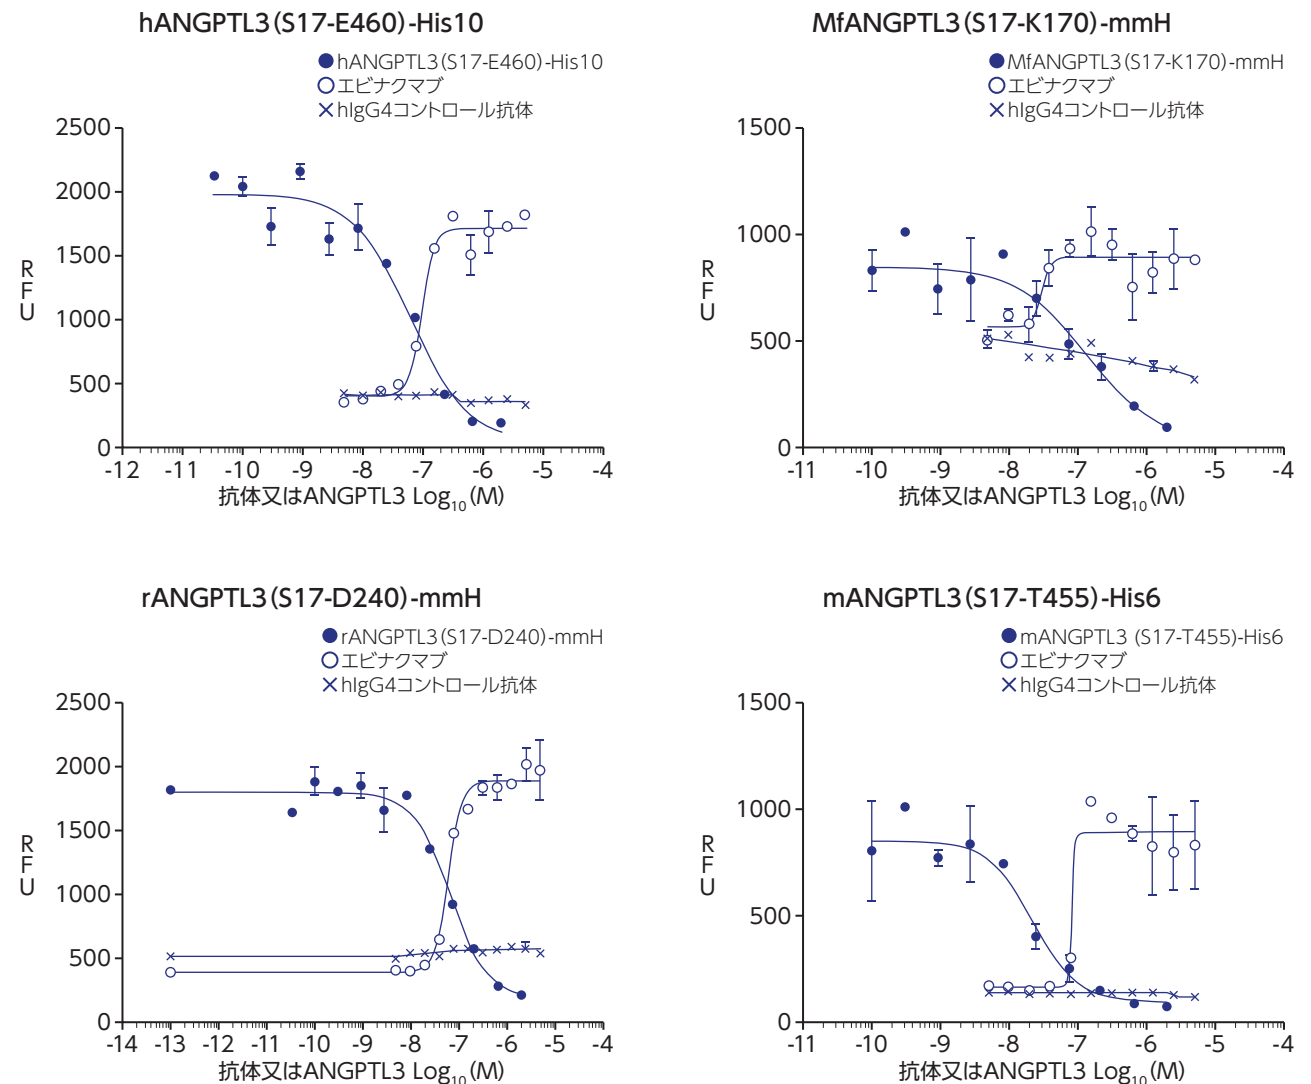 hANGPTL3(S17-E460)-His10
hANGPTL3(S17-E460)-His10
エビナクマブ
hIgG4コントロール抗体
2500
2000
1500
1000
500
0
RFU
-12 -11 -10 -9 -8 -7 -6 -5 -4
抗体又はANGPTL3 Log10(M)
MfANGPTL3(S17-K170)-mmH
MfANGPTL3(S17-K170)-mmH
エビナクマブ
hIgG4コントロール抗体
1500
1000
500
0
RFU
-11 -10 -9 -8 -7 -6 -5 -4
抗体又はANGPTL3 Log10(M)
rANGPTL3(S17-D240)-mmH
rANGPTL3(S17-D240)-mmH
エビナクマブ
hIgG4コントロール抗体
2500
2000
1500
1000
500
0
RFU
-14 -13 -12 -11 -10 -9 -8 -7 -6 -5 -4
抗体又はANGPTL3 Log10(M)
mANGPTL3(S17-T455)-His6
mANGPTL3 (S17-T455)-His6
エビナクマブ
hIgG4コントロール抗体
1500
1000
500
0
RFU
-11 -10 -9 -8 -7 -6 -5 -4
抗体又はANGPTL3 Log10(M)